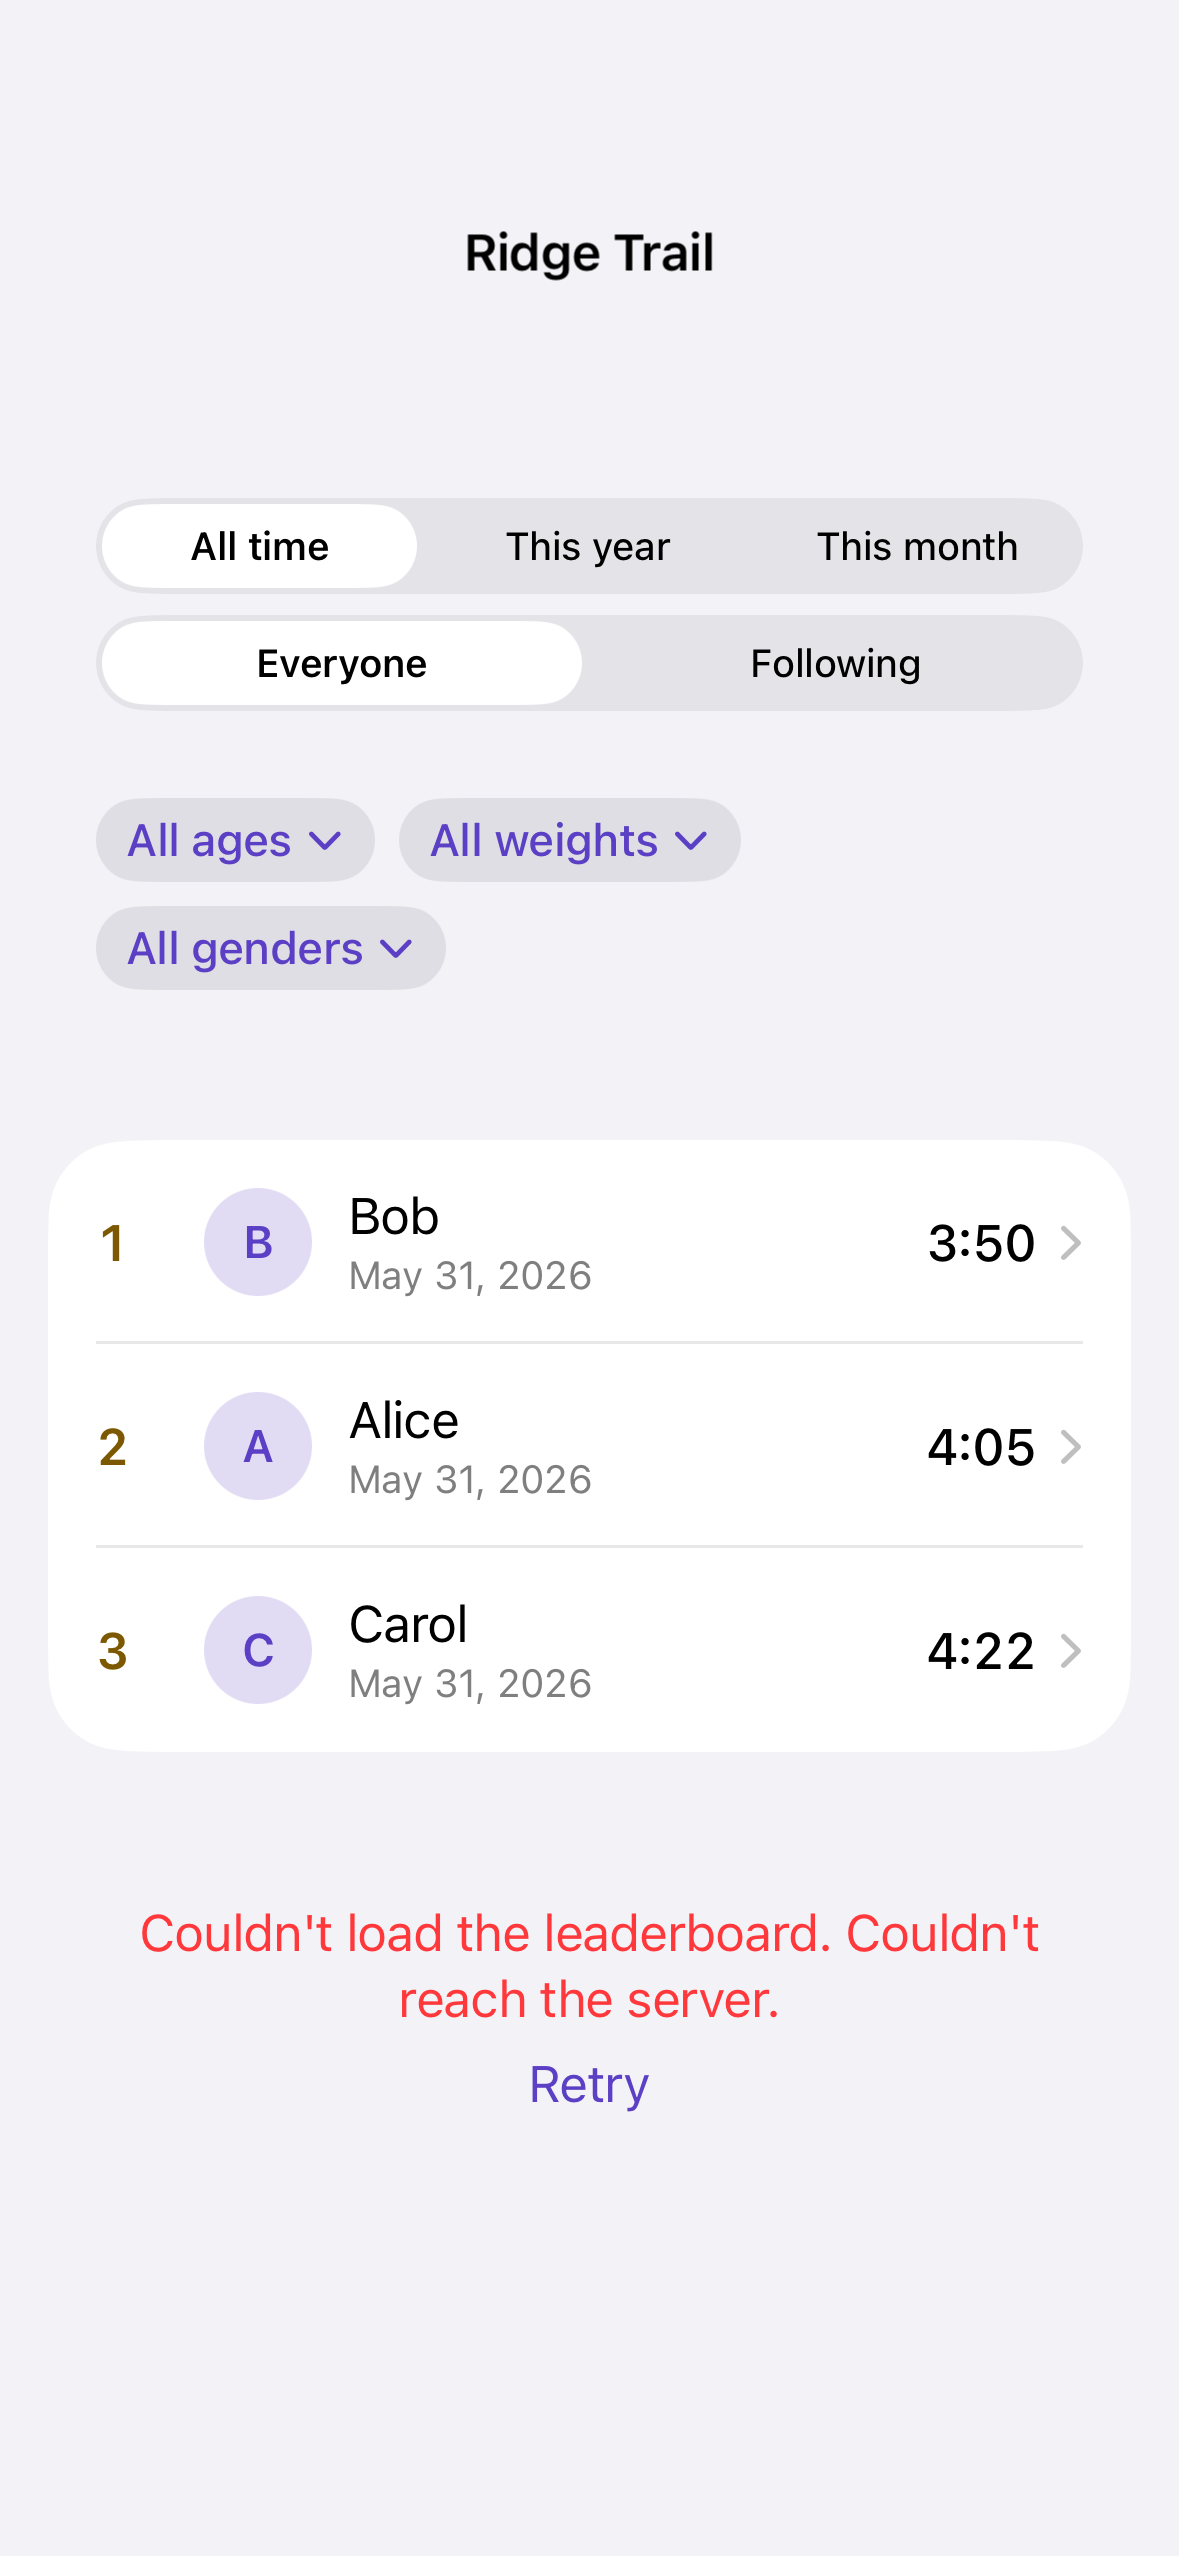 Ridge Trail
All time This year This month
Everyone Following
All ages All weights
All genders
1 B Bob 3:50
May 31, 2026
2 A Alice 4:05
May 31, 2026
3 C Carol 4:22
May 31, 2026
Couldn't load the leaderboard. Couldn't
reach the server.
Retry